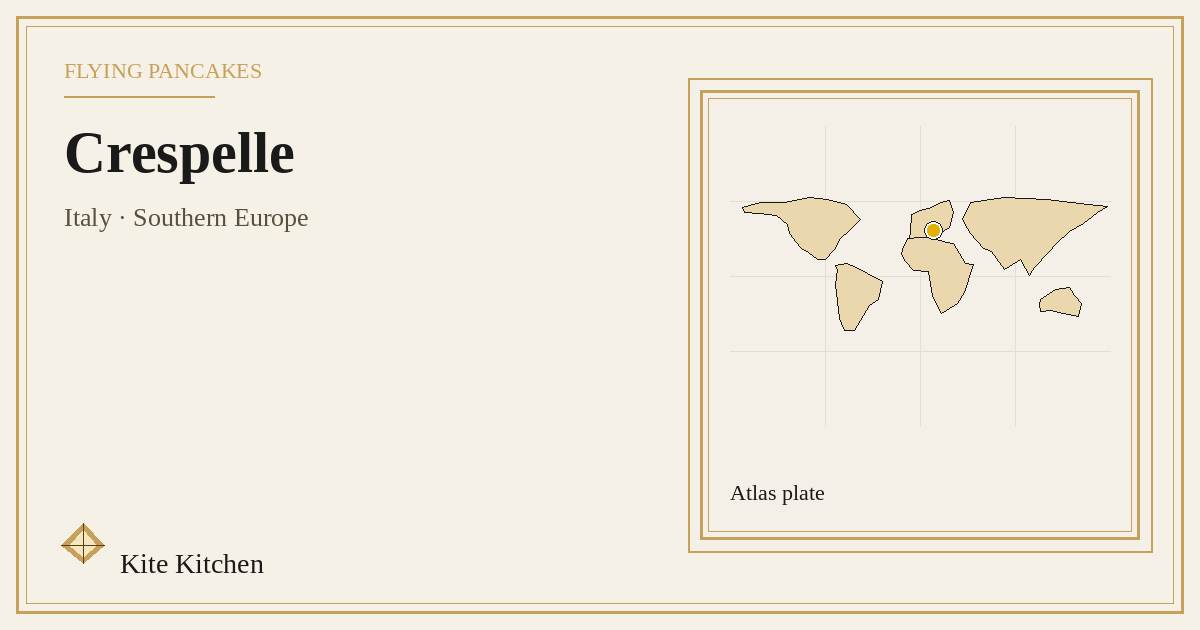 FLYING PANCAKES
Crespelle
Italy · Southern Europe
Atlas plate
Kite Kitchen